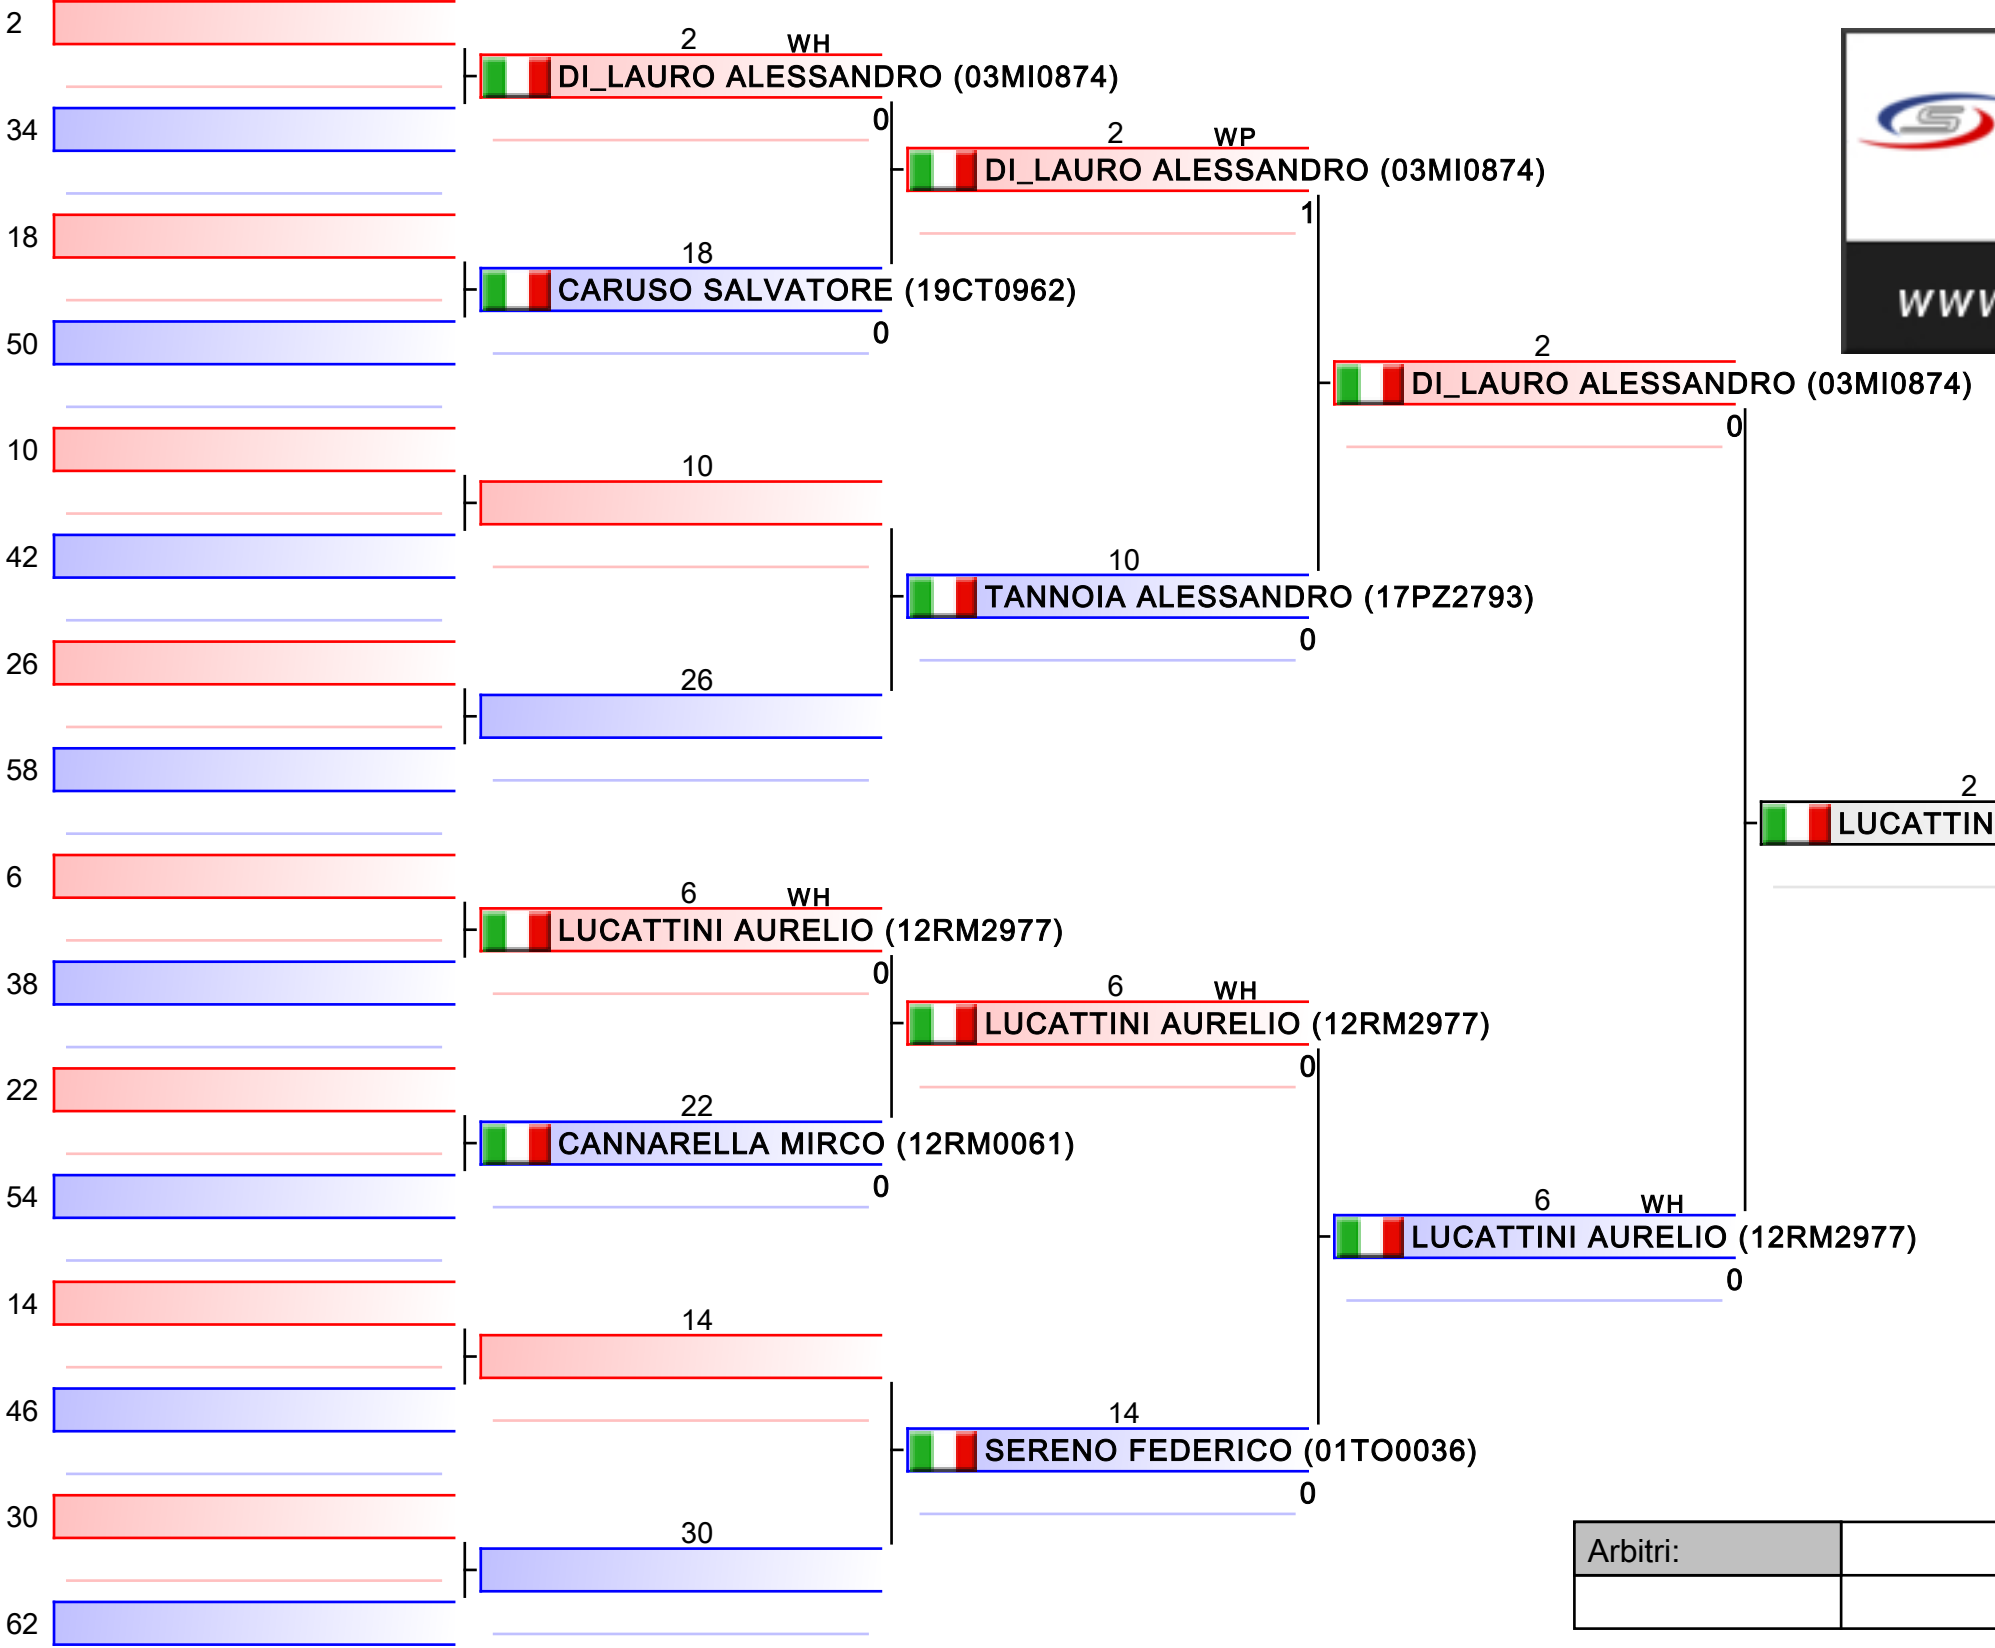 2
34
18
50
10
42
26
58
6
38
22
54
14
46
30
62
2 WH
DI_LAURO ALESSANDRO (03MI0874)
0
18
CARUSO SALVATORE (19CT0962)
0
10
26
6 WH
LUCATTINI AURELIO (12RM2977)
0
22
CANNARELLA MIRCO (12RM0061)
0
14
30
2 WP
DI_LAURO ALESSANDRO (03MI0874)
1
10
TANNOIA ALESSANDRO (17PZ2793)
0
6 WH
LUCATTINI AURELIO (12RM2977)
0
14
SERENO FEDERICO (01TO0036)
0
2
DI_LAURO ALESSANDRO (03MI0874)
0
6 WH
LUCATTINI AURELIO (12RM2977)
0
2
LUCATTIN
S
www
Arbitri: